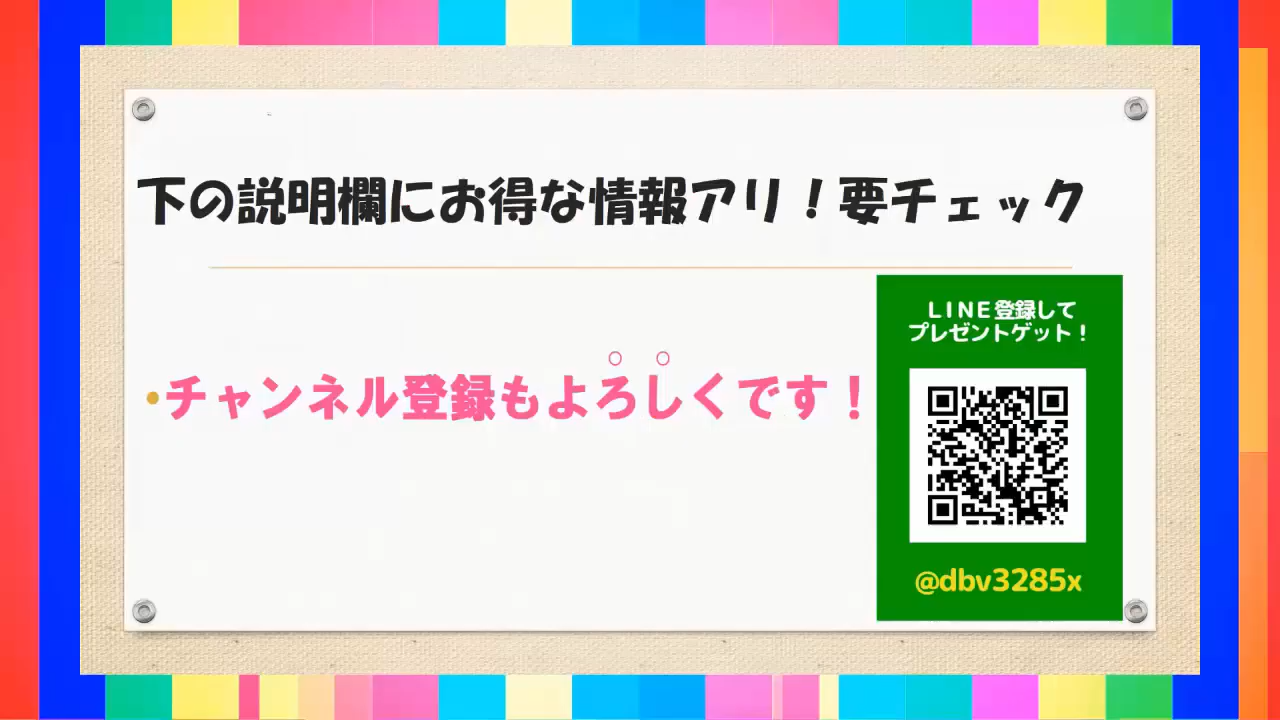 下の説明欄にお得な情報アリ！要チェック
•チャンネル登録もよろしくです！
LINE登録して
プレゼントゲット！
@dbv3285x